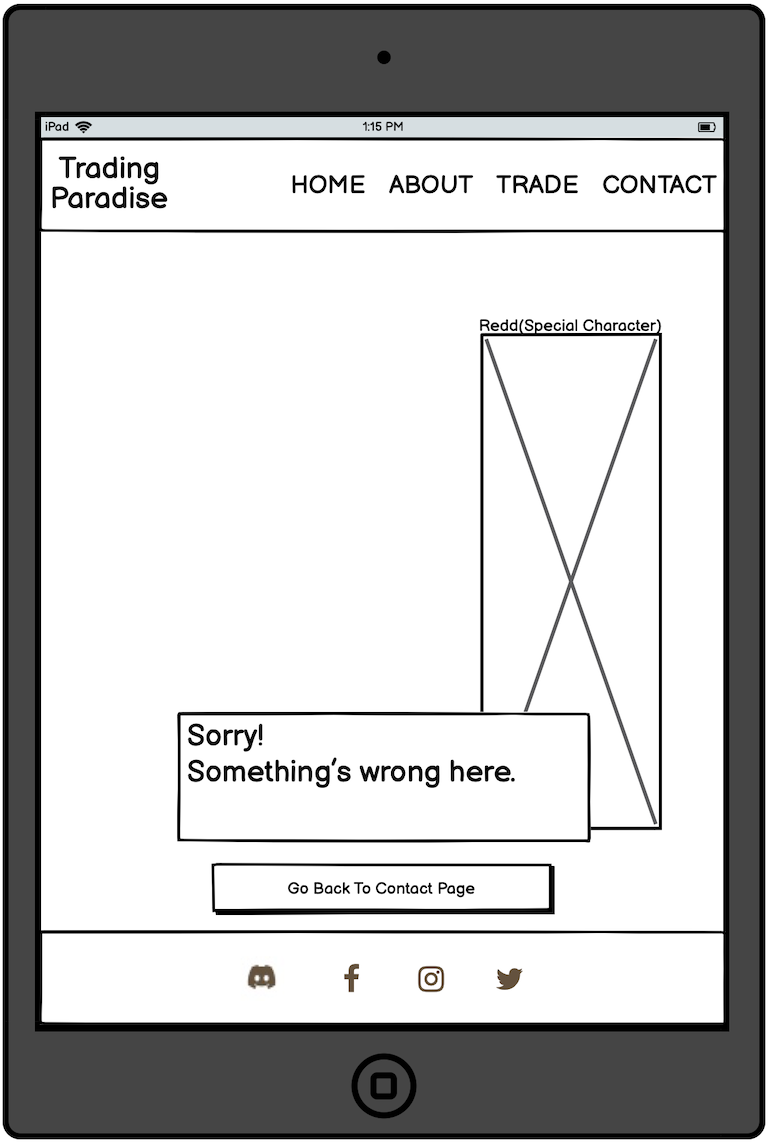 iPad 1:15 PM
Trading
Paradise
HOME ABOUT TRADE CONTACT
Redd(Special Character)
Sorry!
Something's wrong here.
Go Back To Contact Page